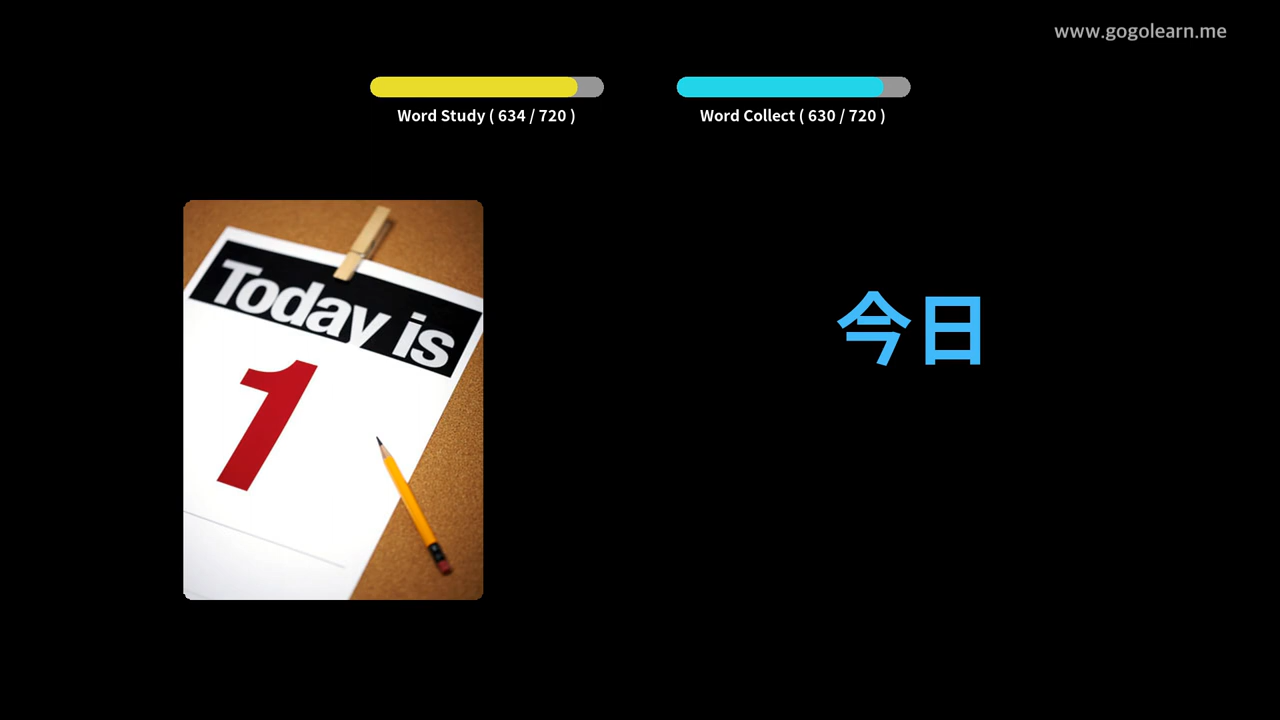 www.gogolearn.me
Word Study ( 634 / 720 )
Word Collect ( 630 / 720 )
Today is
1
今日